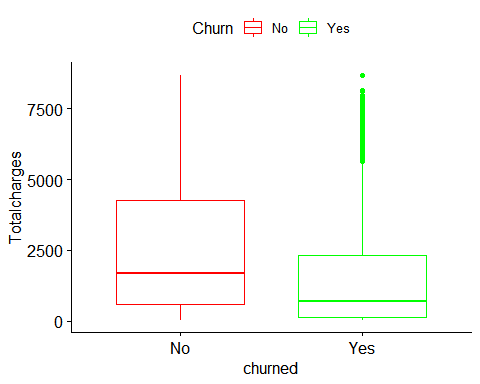 Churn No Yes
7500
5000
2500
0
Totalcharges
No Yes
churned